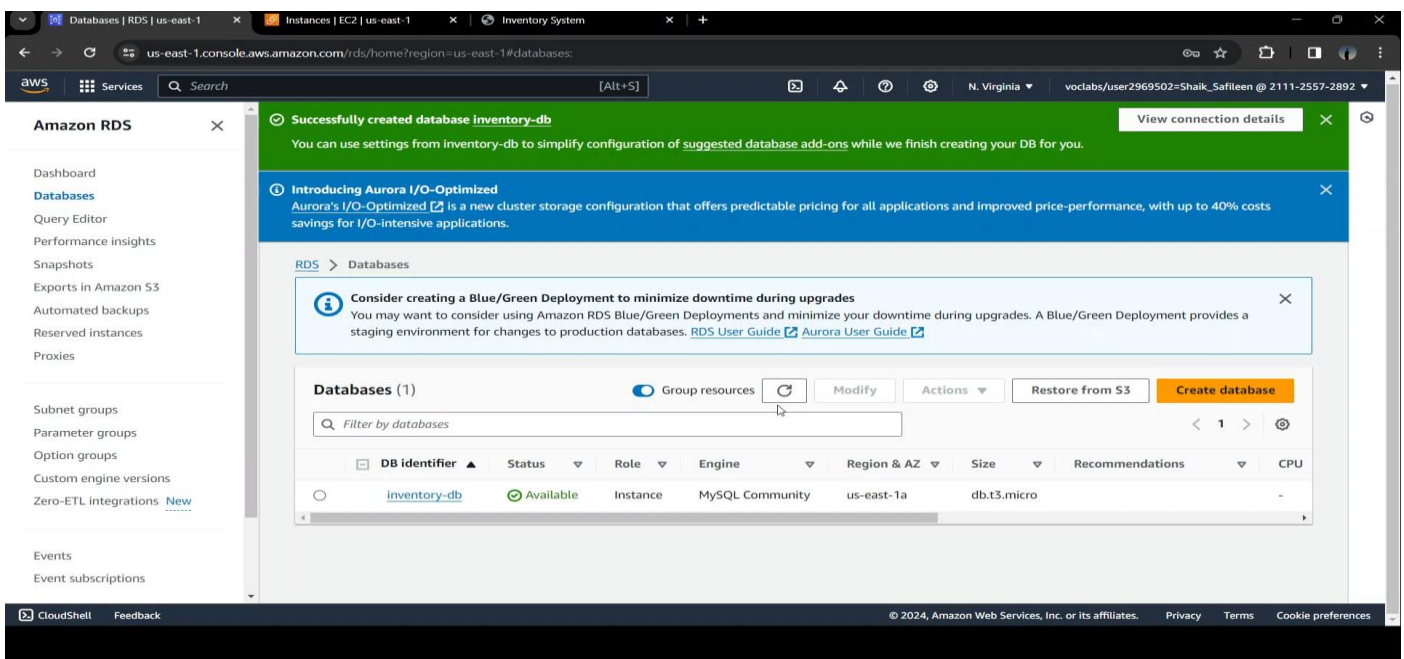 Databases | RDS | us-east-1
Instances | EC2 | us-east-1
Inventory System
us-east-1.console.aws.amazon.com/rds/home?region=us-east-1#databases:
aws Services Search [Alt+S] N. Virginia voclabs/user2969502=Shaik_Safileen @ 2111-2557-2892
Amazon RDS
Dashboard
Databases
Query Editor
Performance insights
Snapshots
Exports in Amazon S3
Automated backups
Reserved instances
Proxies
Subnet groups
Parameter groups
Option groups
Custom engine versions
Zero-ETL integrations New
Events
Event subscriptions
Successfully created database inventory-db
View connection details
You can use settings from inventory-db to simplify configuration of suggested database add-ons while we finish creating your DB for you.
Introducing Aurora I/O-Optimized
Aurora's I/O-Optimized is a new cluster storage configuration that offers predictable pricing for all applications and improved price-performance, with up to 40% costs
savings for I/O-intensive applications.
RDS > Databases
Consider creating a Blue/Green Deployment to minimize downtime during upgrades
You may want to consider using Amazon RDS Blue/Green Deployments and minimize your downtime during upgrades. A Blue/Green Deployment provides a
staging environment for changes to production databases. RDS User Guide Aurora User Guide
Databases (1) Group resources Modify Actions Restore from S3 Create database
Filter by databases < 1 >
DB identifier Status Role Engine Region & AZ Size Recommendations CPU
inventory-db Available Instance MySQL Community us-east-1a db.t3.micro -
CloudShell Feedback © 2024, Amazon Web Services, Inc. or its affiliates. Privacy Terms Cookie preferences